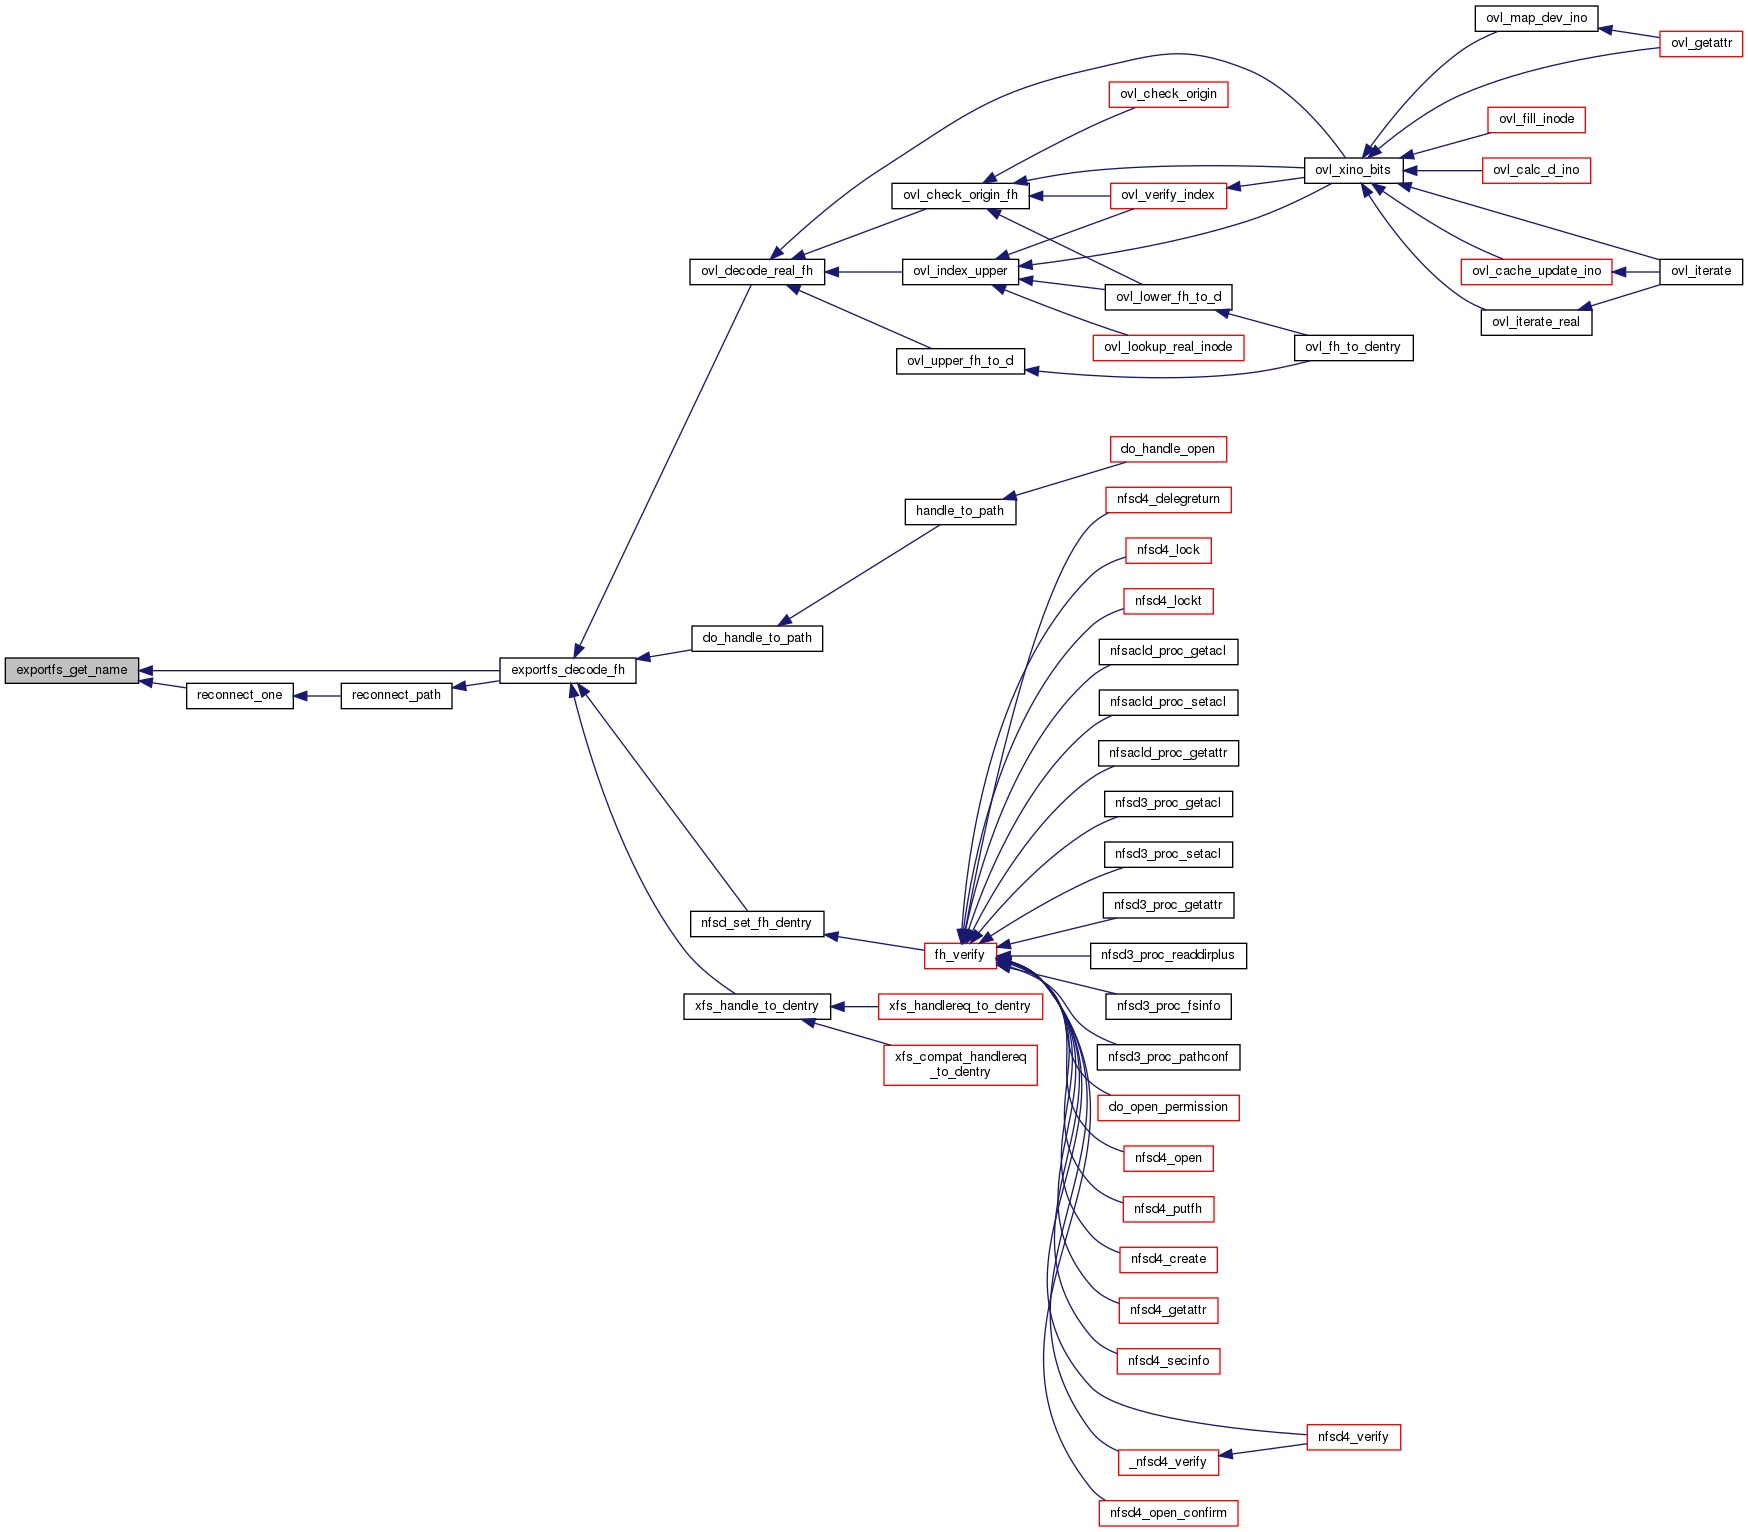 ovl_map_dev_ino
ovl_getattr
ovl_check_origin
ovl_fill_inode
ovl_xino_bits
ovl_calc_d_ino
ovl_check_origin_fh
ovl_verify_index
ovl_decode_real_fh
ovl_index_upper
ovl_cache_update_ino
ovl_iterate
ovl_lower_fh_to_d
ovl_iterate_real
ovl_lookup_real_inode
ovl_fh_to_dentry
ovl_upper_fh_to_d
do_handle_open
nfsd4_delegreturn
handle_to_path
nfsd4_lock
nfsd4_lockt
do_handle_to_path
nfsacld_proc_getacl
exportfs_get_name
exportfs_decode_fh
reconnect_one
reconnect_path
nfsacld_proc_setacl
nfsacld_proc_getattr
nfsd3_proc_getacl
nfsd3_proc_setacl
nfsd3_proc_getattr
nfsd_set_fh_dentry
fh_verify
nfsd3_proc_readdirplus
xfs_handle_to_dentry
xfs_handlereq_to_dentry
nfsd3_proc_fsinfo
xfs_compat_handlereq
_to_dentry
nfsd3_proc_pathconf
do_open_permission
nfsd4_open
nfsd4_putfh
nfsd4_create
nfsd4_getattr
nfsd4_secinfo
nfsd4_verify
_nfsd4_verify
nfsd4_open_confirm